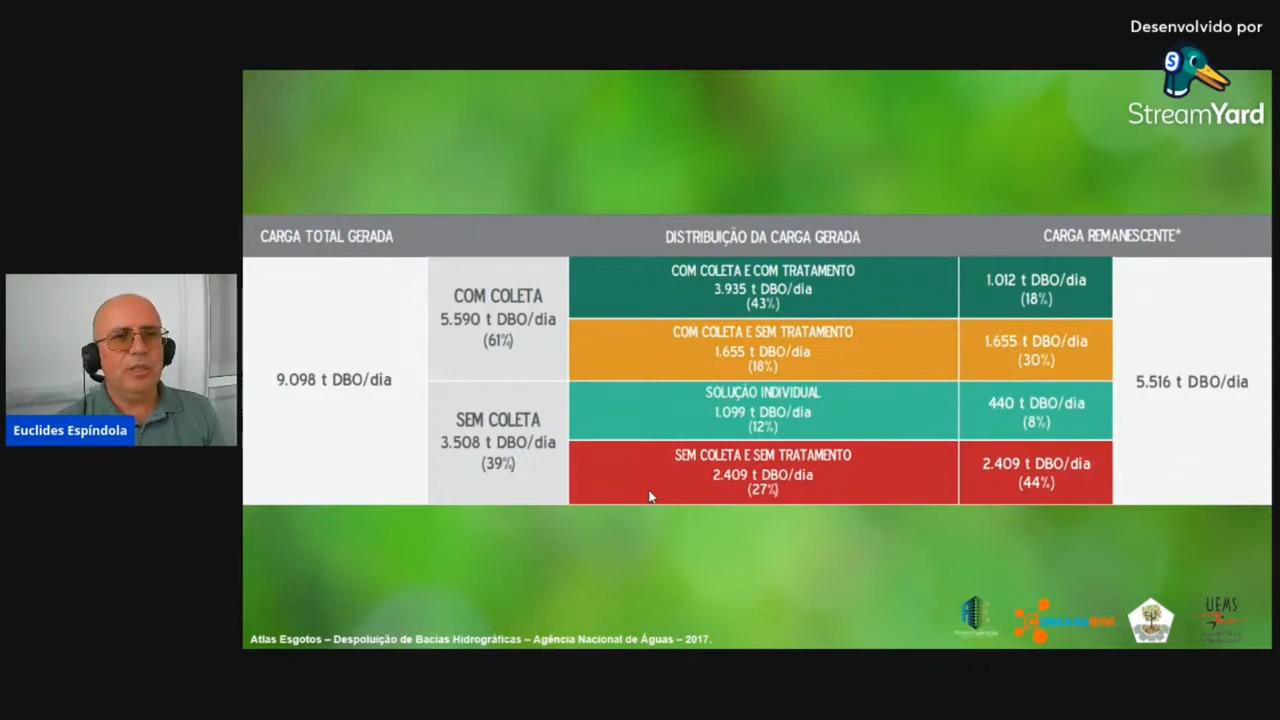 Desenvolvido por
StreamYard
CARGA TOTAL GERADA
DISTRIBUIÇÃO DA CARGA GERADA
CARGA REMANESCENTE*
9.098 t DBO/dia
COM COLETA
5.590 t DBO/dia
(61%)
SEM COLETA
3.508 t DBO/dia
(39%)
COM COLETA E COM TRATAMENTO
3.935 t DBO/dia
(43%)
COM COLETA E SEM TRATAMENTO
1.655 t DBO/dia
(18%)
SOLUÇÃO INDIVIDUAL
1.099 t DBO/dia
(12%)
SEM COLETA E SEM TRATAMENTO
2.409 t DBO/dia
(27%)
1.012 t DBO/dia
(18%)
1.655 t DBO/dia
(30%)
440 t DBO/dia
(8%)
2.409 t DBO/dia
(44%)
5.516 t DBO/dia
Euclides Espíndola
Atlas Esgotos – Despoluição de Bacias Hidrográficas – Agência Nacional de Águas – 2017.
UEMS